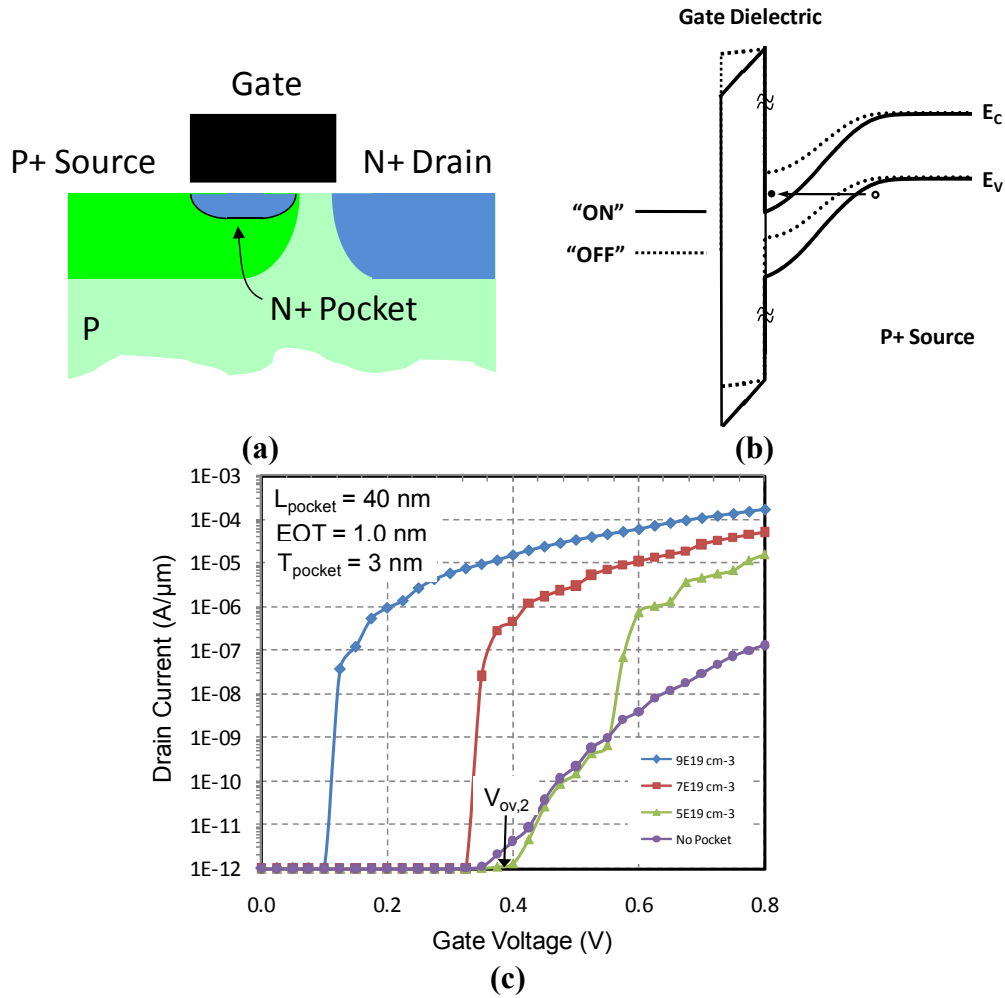 Gate
P+ Source
N+ Drain
N+ Pocket
P
(a)
Gate Dielectric
E_C
E_V
“ON”
“OFF”
P+ Source
(b)
1E-03
1E-04
1E-05
1E-06
1E-07
1E-08
1E-09
1E-10
1E-11
1E-12
Drain Current (A/μm)
L_pocket = 40 nm
EOT = 1.0 nm
T_pocket = 3 nm
V_ov,2
9E19 cm-3
7E19 cm-3
5E19 cm-3
No Pocket
0.0 0.2 0.4 0.6 0.8
Gate Voltage (V)
(c)